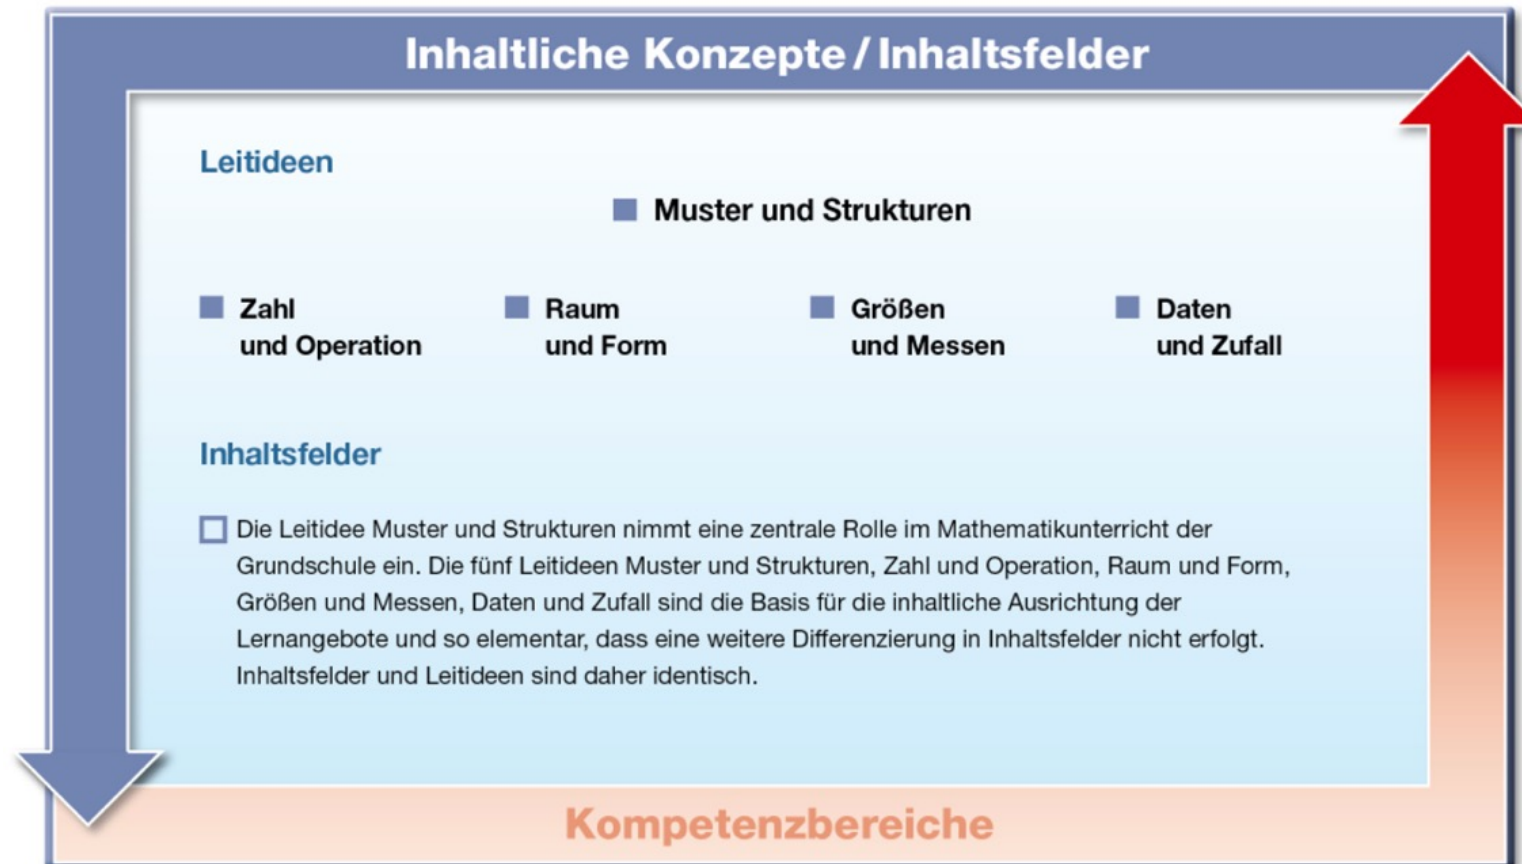 Inhaltliche Konzepte / Inhaltsfelder
Leitideen
Muster und Strukturen
Zahl
und Operation
Raum
und Form
Größen
und Messen
Daten
und Zufall
Inhaltsfelder
Die Leitidee Muster und Strukturen nimmt eine zentrale Rolle im Mathematikunterricht der
Grundschule ein. Die fünf Leitideen Muster und Strukturen, Zahl und Operation, Raum und Form,
Größen und Messen, Daten und Zufall sind die Basis für die inhaltliche Ausrichtung der
Lernangebote und so elementar, dass eine weitere Differenzierung in Inhaltsfelder nicht erfolgt.
Inhaltsfelder und Leitideen sind daher identisch.
Kompetenzbereiche